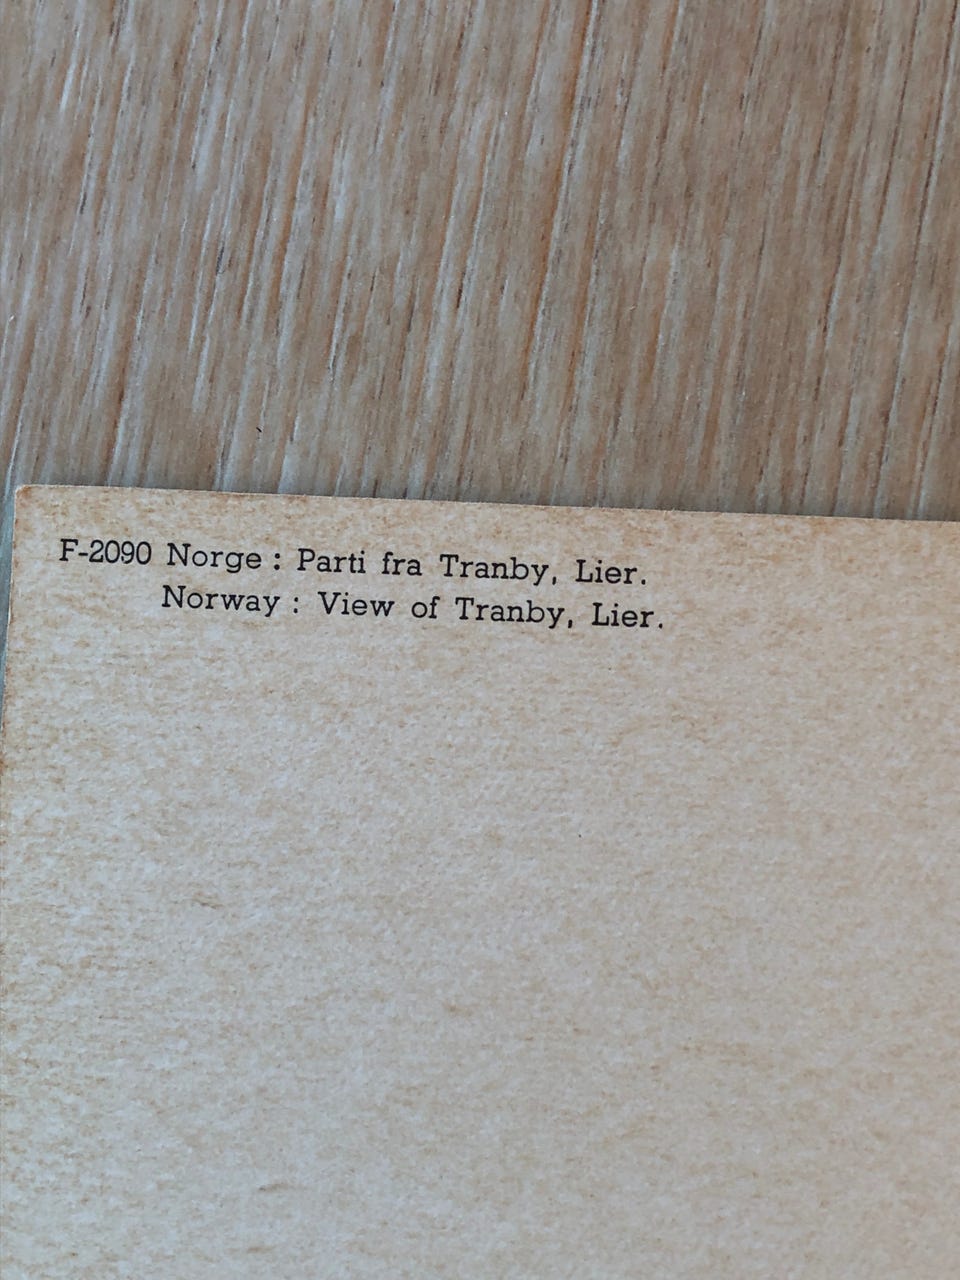 F-2090 Norge : Parti fra Tranby, Lier.
Norway : View of Tranby, Lier.